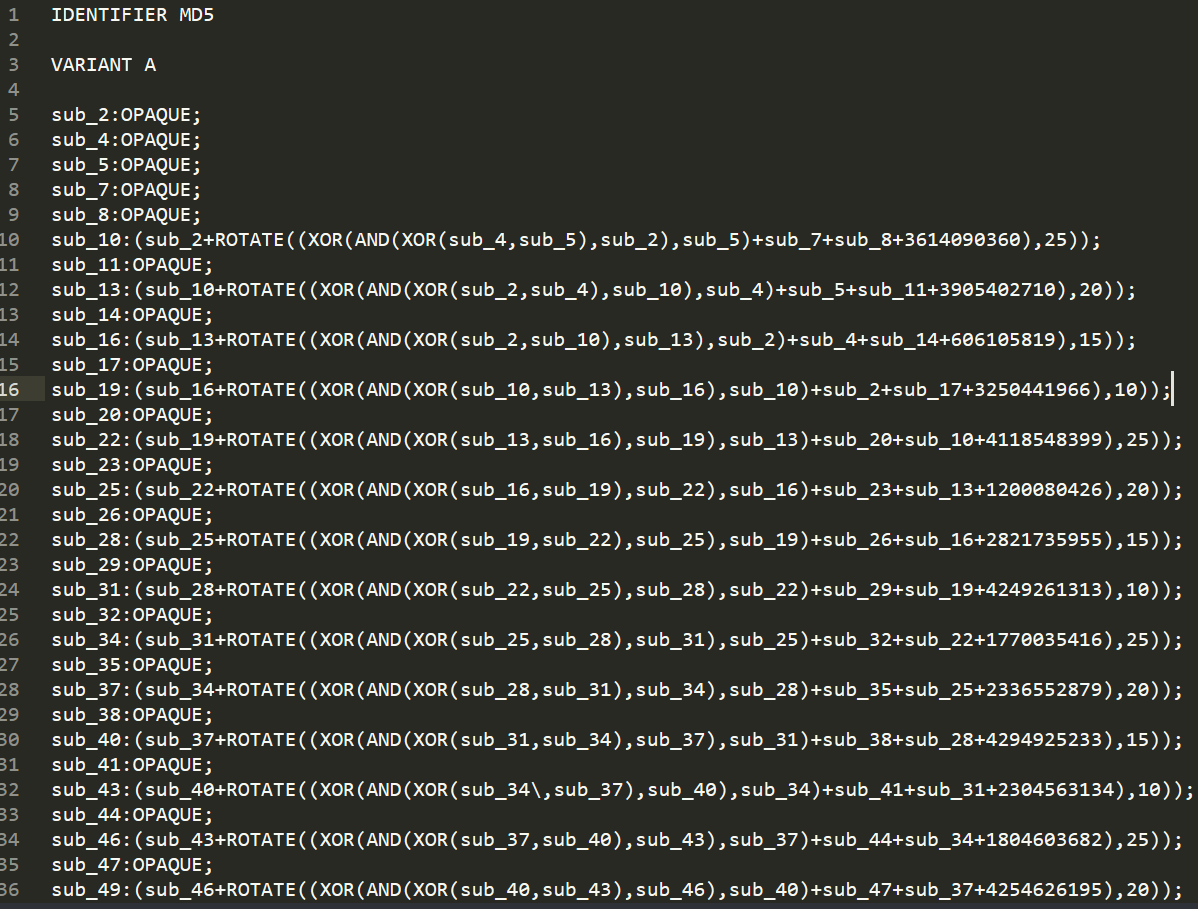 1 IDENTIFIER MD5
2
3 VARIANT A
4
5 sub_2:OPAQUE;
6 sub_4:OPAQUE;
7 sub_5:OPAQUE;
8 sub_7:OPAQUE;
9 sub_8:OPAQUE;
10 sub_10:(sub_2+ROTATE((XOR(AND(XOR(sub_4,sub_5),sub_2),sub_5)+sub_7+sub_8+3614090360),25));
11 sub_11:OPAQUE;
12 sub_13:(sub_10+ROTATE((XOR(AND(XOR(sub_2,sub_4),sub_10),sub_4)+sub_5+sub_11+3905402710),20));
13 sub_14:OPAQUE;
14 sub_16:(sub_13+ROTATE((XOR(AND(XOR(sub_2,sub_10),sub_13),sub_2)+sub_4+sub_14+606105819),15));
15 sub_17:OPAQUE;
16 sub_19:(sub_16+ROTATE((XOR(AND(XOR(sub_10,sub_13),sub_16),sub_10)+sub_2+sub_17+3250441966),10));
17 sub_20:OPAQUE;
18 sub_22:(sub_19+ROTATE((XOR(AND(XOR(sub_13,sub_16),sub_19),sub_13)+sub_20+sub_10+4118548399),25));
19 sub_23:OPAQUE;
20 sub_25:(sub_22+ROTATE((XOR(AND(XOR(sub_16,sub_19),sub_22),sub_16)+sub_23+sub_13+1200080426),20));
21 sub_26:OPAQUE;
22 sub_28:(sub_25+ROTATE((XOR(AND(XOR(sub_19,sub_22),sub_25),sub_19)+sub_26+sub_16+2821735955),15));
23 sub_29:OPAQUE;
24 sub_31:(sub_28+ROTATE((XOR(AND(XOR(sub_22,sub_25),sub_28),sub_22)+sub_29+sub_19+4249261313),10));
25 sub_32:OPAQUE;
26 sub_34:(sub_31+ROTATE((XOR(AND(XOR(sub_25,sub_28),sub_31),sub_25)+sub_32+sub_22+1770035416),25));
27 sub_35:OPAQUE;
28 sub_37:(sub_34+ROTATE((XOR(AND(XOR(sub_28,sub_31),sub_34),sub_28)+sub_35+sub_25+2336552879),20));
29 sub_38:OPAQUE;
30 sub_40:(sub_37+ROTATE((XOR(AND(XOR(sub_31,sub_34),sub_37),sub_31)+sub_38+sub_28+4294925233),15));
31 sub_41:OPAQUE;
32 sub_43:(sub_40+ROTATE((XOR(AND(XOR(sub_34\,sub_37),sub_40),sub_34)+sub_41+sub_31+2304563134),10));
33 sub_44:OPAQUE;
34 sub_46:(sub_43+ROTATE((XOR(AND(XOR(sub_37,sub_40),sub_43),sub_37)+sub_44+sub_34+1804603682),25));
35 sub_47:OPAQUE;
36 sub_49:(sub_46+ROTATE((XOR(AND(XOR(sub_40,sub_43),sub_46),sub_40)+sub_47+sub_37+4254626195),20));